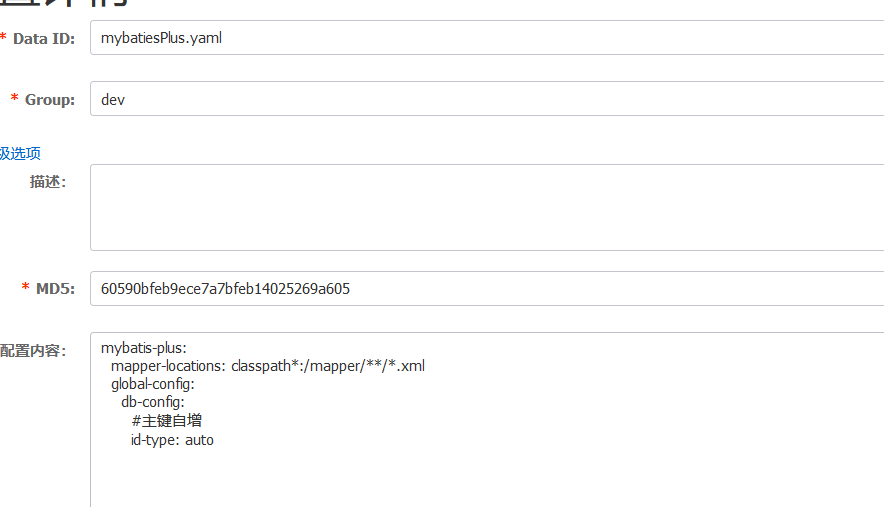 * Data ID: mybatiesPlus.yaml
* Group: dev
级选项
描述:
* MD5: 60590bfeb9ece7a7bfeb14025269a605
配置内容: mybatis-plus:
mapper-locations: classpath*:/mapper/**/*.xml
global-config:
db-config:
#主键自增
id-type: auto